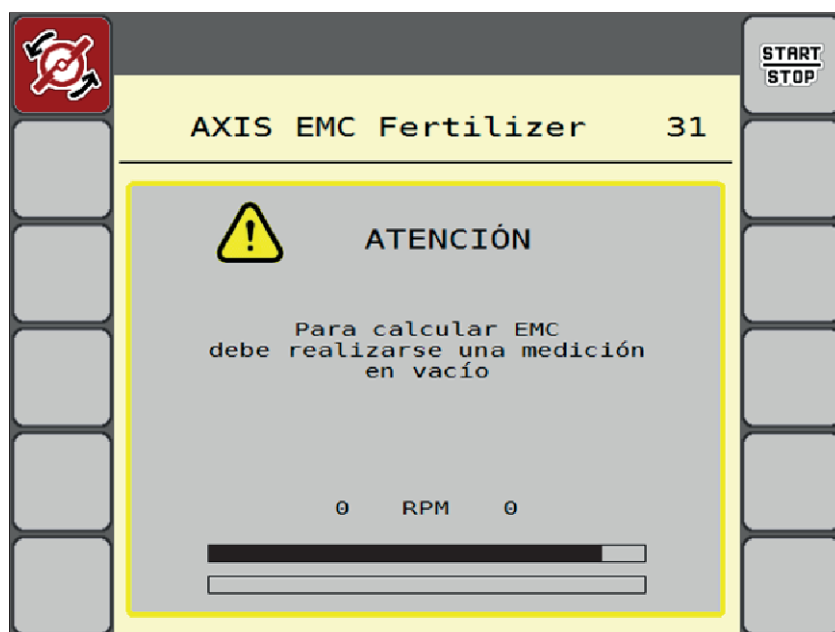 START
STOP
AXIS EMC Fertilizer 31
ATENCIÓN
Para calcular EMC
debe realizarse una medición
en vacío
0 RPM 0